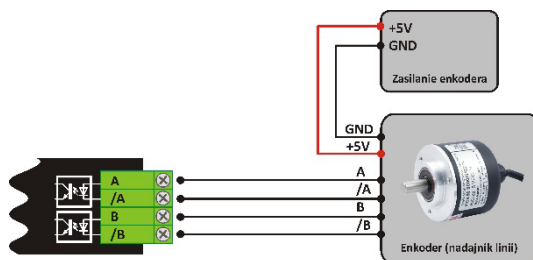 +5V
GND
Zasilanie enkodera
GND
+5V
A
/A
B
/B
A
/A
B
/B
Enkoder (nadajnik linii)